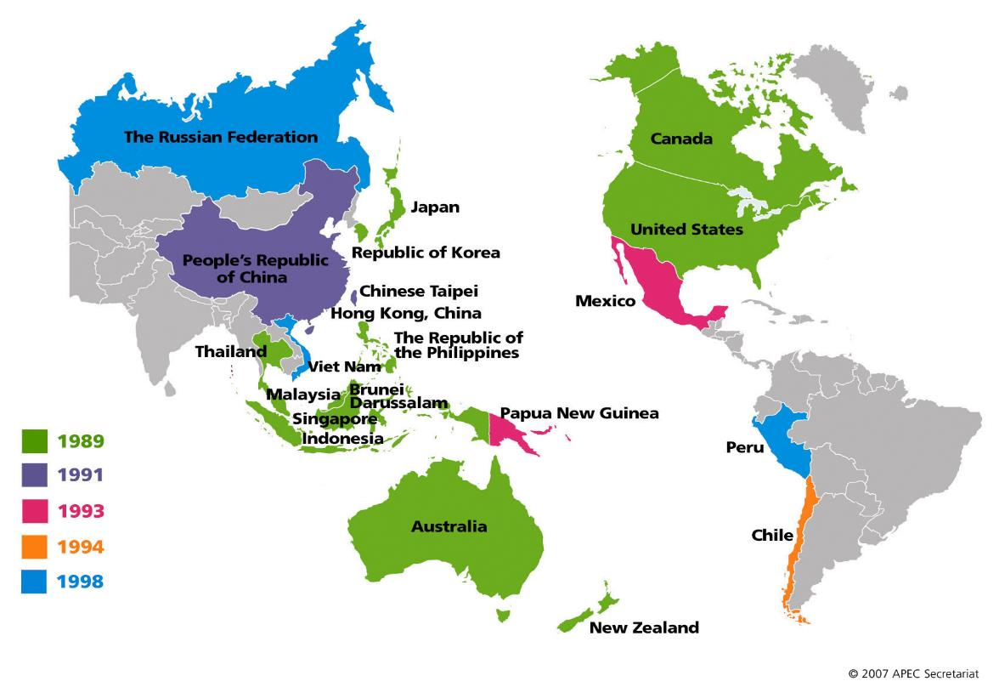 The Russian Federation
Canada
Japan
United States
Republic of Korea
People's Republic
of China
Chinese Taipei
Mexico
Hong Kong, China
The Republic of
the Philippines
Thailand
Viet Nam
Malaysia
Brunei
Darussalam
Singapore
Papua New Guinea
Indonesia
Peru
1989
1991
1993
1994
1998
Australia
Chile
New Zealand
© 2007 APEC Secretariat